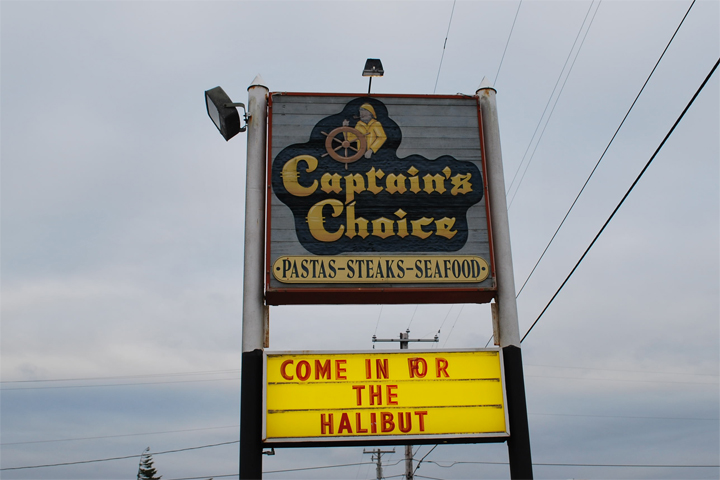 Captain's
Choice
PASTAS-STEAKS-SEAFOOD
COME IN FOR
THE
HALIBUT